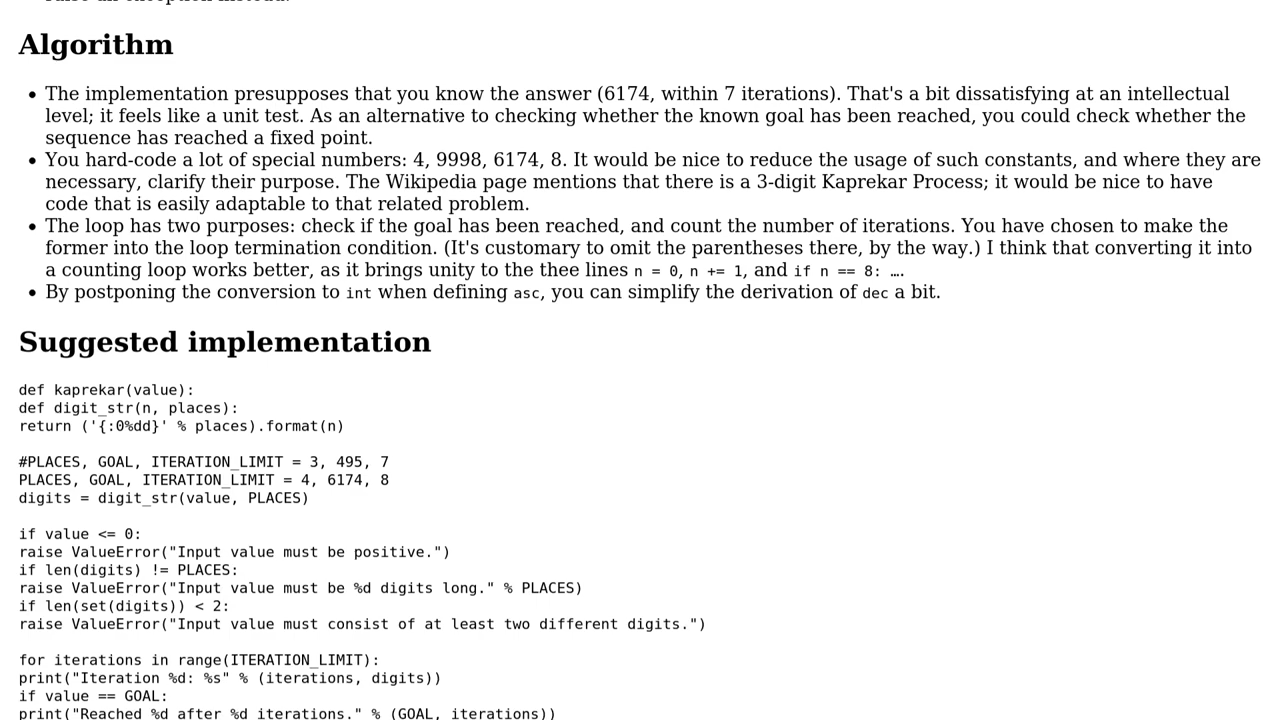 Algorithm
The implementation presupposes that you know the answer (6174, within 7 iterations). That's a bit dissatisfying at an intellectual
level; it feels like a unit test. As an alternative to checking whether the known goal has been reached, you could check whether the
sequence has reached a fixed point.
You hard-code a lot of special numbers: 4, 9998, 6174, 8. It would be nice to reduce the usage of such constants, and where they are
necessary, clarify their purpose. The Wikipedia page mentions that there is a 3-digit Kaprekar Process; it would be nice to have
code that is easily adaptable to that related problem.
The loop has two purposes: check if the goal has been reached, and count the number of iterations. You have chosen to make the
former into the loop termination condition. (It's customary to omit the parentheses there, by the way.) I think that converting it into
a counting loop works better, as it brings unity to the thee lines n = 0, n += 1, and if n == 8: ….
By postponing the conversion to int when defining asc, you can simplify the derivation of dec a bit.
Suggested implementation
def kaprekar(value):
def digit_str(n, places):
return ('{:0%dd}' % places).format(n)
#PLACES, GOAL, ITERATION_LIMIT = 3, 495, 7
PLACES, GOAL, ITERATION_LIMIT = 4, 6174, 8
digits = digit_str(value, PLACES)
if value <= 0:
raise ValueError("Input value must be positive.")
if len(digits) != PLACES:
raise ValueError("Input value must be %d digits long." % PLACES)
if len(set(digits)) < 2:
raise ValueError("Input value must consist of at least two different digits.")
for iterations in range(ITERATION_LIMIT):
print("Iteration %d: %s" % (iterations, digits))
if value == GOAL:
print("Reached %d after %d iterations." % (GOAL, iterations))